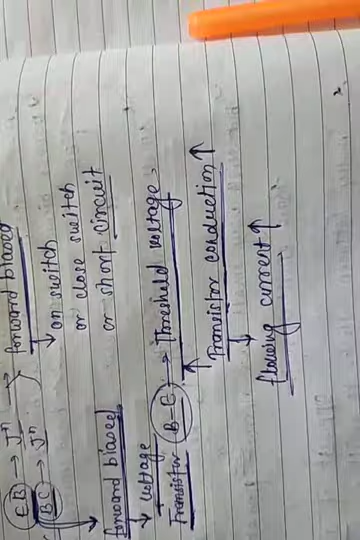 (EB) → Jⁿ → forward biased
(BC) → Jⁿ
↓ on switch
or close switch
or short circuit
forward biased
↓ voltage
Transistor (B-E) → Threshold voltage
↑ Transistor conduction ↑
↓
flowing current ↑